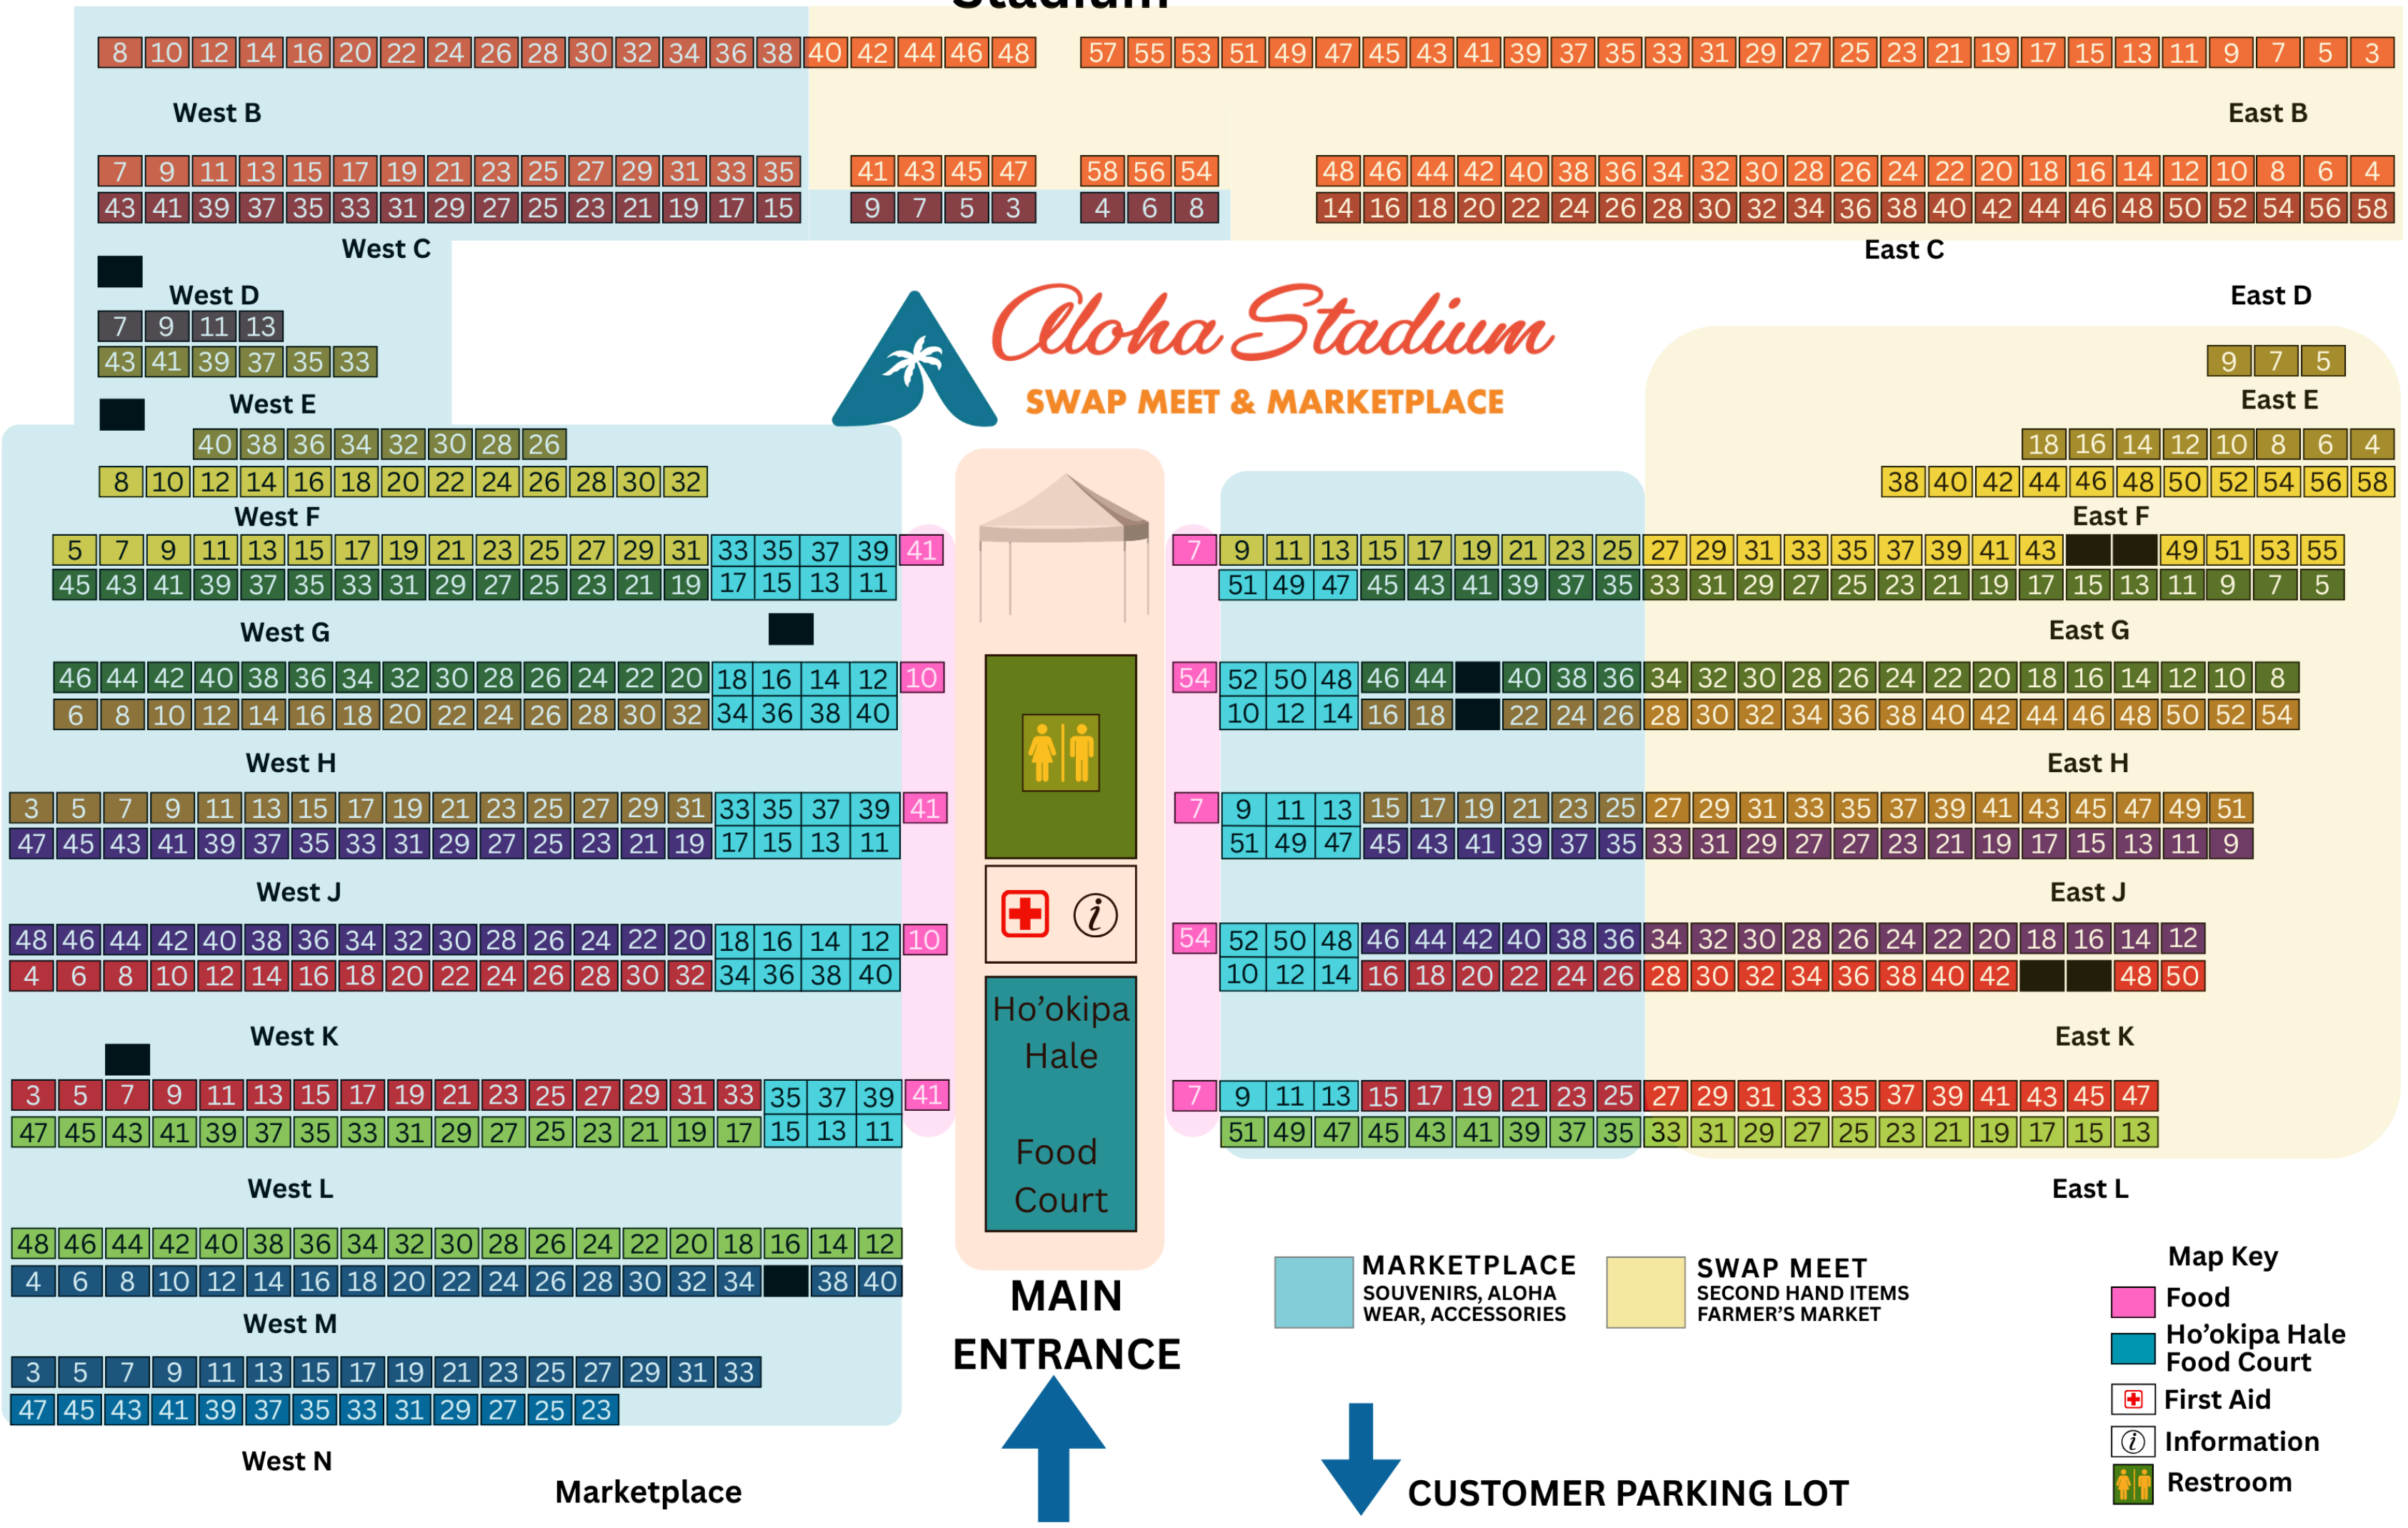 Stadium
8 10 12 14 16 20 22 24 26 28 30 32 34 36 38 40 42 44 46 48 57 55 53 51 49 47 45 43 41 39 37 35 33 31 29 27 25 23 21 19 17 15 13 11 9 7 5 3
West B East B
7 9 11 13 15 17 19 21 23 25 27 29 31 33 35 41 43 45 47 58 56 54 48 46 44 42 40 38 36 34 32 30 28 26 24 22 20 18 16 14 12 10 8 6 4
43 41 39 37 35 33 31 29 27 25 23 21 19 17 15 9 7 5 3 4 6 8 14 16 18 20 22 24 26 28 30 32 34 36 38 40 42 44 46 48 50 52 54 56 58
West C East C
West D East D
7 9 11 13
Aloha Stadium
43 41 39 37 35 33 9 7 5
SWAP MEET & MARKETPLACE
West E East E
40 38 36 34 32 30 28 26 18 16 14 12 10 8 6 4
8 10 12 14 16 18 20 22 24 26 28 30 32 38 40 42 44 46 48 50 52 54 56 58
West F East F
5 7 9 11 13 15 17 19 21 23 25 27 29 31 33 35 37 39 41 7 9 11 13 15 17 19 21 23 25 27 29 31 33 35 37 39 41 43 49 51 53 55
45 43 41 39 37 35 33 31 29 27 25 23 21 19 17 15 13 11 51 49 47 45 43 41 39 37 35 33 31 29 27 25 23 21 19 17 15 13 11 9 7 5
West G East G
46 44 42 40 38 36 34 32 30 28 26 24 22 20 18 16 14 12 10 54 52 50 48 46 44 40 38 36 34 32 30 28 26 24 22 20 18 16 14 12 10 8
6 8 10 12 14 16 18 20 22 24 26 28 30 32 34 36 38 40 10 12 14 16 18 22 24 26 28 30 32 34 36 38 40 42 44 46 48 50 52 54
West H East H
3 5 7 9 11 13 15 17 19 21 23 25 27 29 31 33 35 37 39 41 7 9 11 13 15 17 19 21 23 25 27 29 31 33 35 37 39 41 43 45 47 49 51
47 45 43 41 39 37 35 33 31 29 27 25 23 21 19 17 15 13 11 51 49 47 45 43 41 39 37 35 33 31 29 27 27 23 21 19 17 15 13 11 9
West J East J
i
48 46 44 42 40 38 36 34 32 30 28 26 24 22 20 18 16 14 12 10 54 52 50 48 46 44 42 40 38 36 34 32 30 28 26 24 22 20 18 16 14 12
4 6 8 10 12 14 16 18 20 22 24 26 28 30 32 34 36 38 40 10 12 14 16 18 20 22 24 26 28 30 32 34 36 38 40 42 48 50
Ho'okipa
Hale
Food
Court
West K East K
3 5 7 9 11 13 15 17 19 21 23 25 27 29 31 33 35 37 39 41 7 9 11 13 15 17 19 21 23 25 27 29 31 33 35 37 39 41 43 45 47
47 45 43 41 39 37 35 33 31 29 27 25 23 21 19 17 15 13 11 51 49 47 45 43 41 39 37 35 33 31 29 27 25 23 21 19 17 15 13
West L East L
48 46 44 42 40 38 36 34 32 30 28 26 24 22 20 18 16 14 12
4 6 8 10 12 14 16 18 20 22 24 26 28 30 32 34 38 40
West M
3 5 7 9 11 13 15 17 19 21 23 25 27 29 31 33
47 45 43 41 39 37 35 33 31 29 27 25 23
West N
Marketplace
MAIN
ENTRANCE
MARKETPLACE
SOUVENIRS, ALOHA
WEAR, ACCESSORIES
SWAP MEET
SECOND HAND ITEMS
FARMER'S MARKET
CUSTOMER PARKING LOT
Map Key
Food
Ho'okipa Hale
Food Court
First Aid
i Information
Restroom